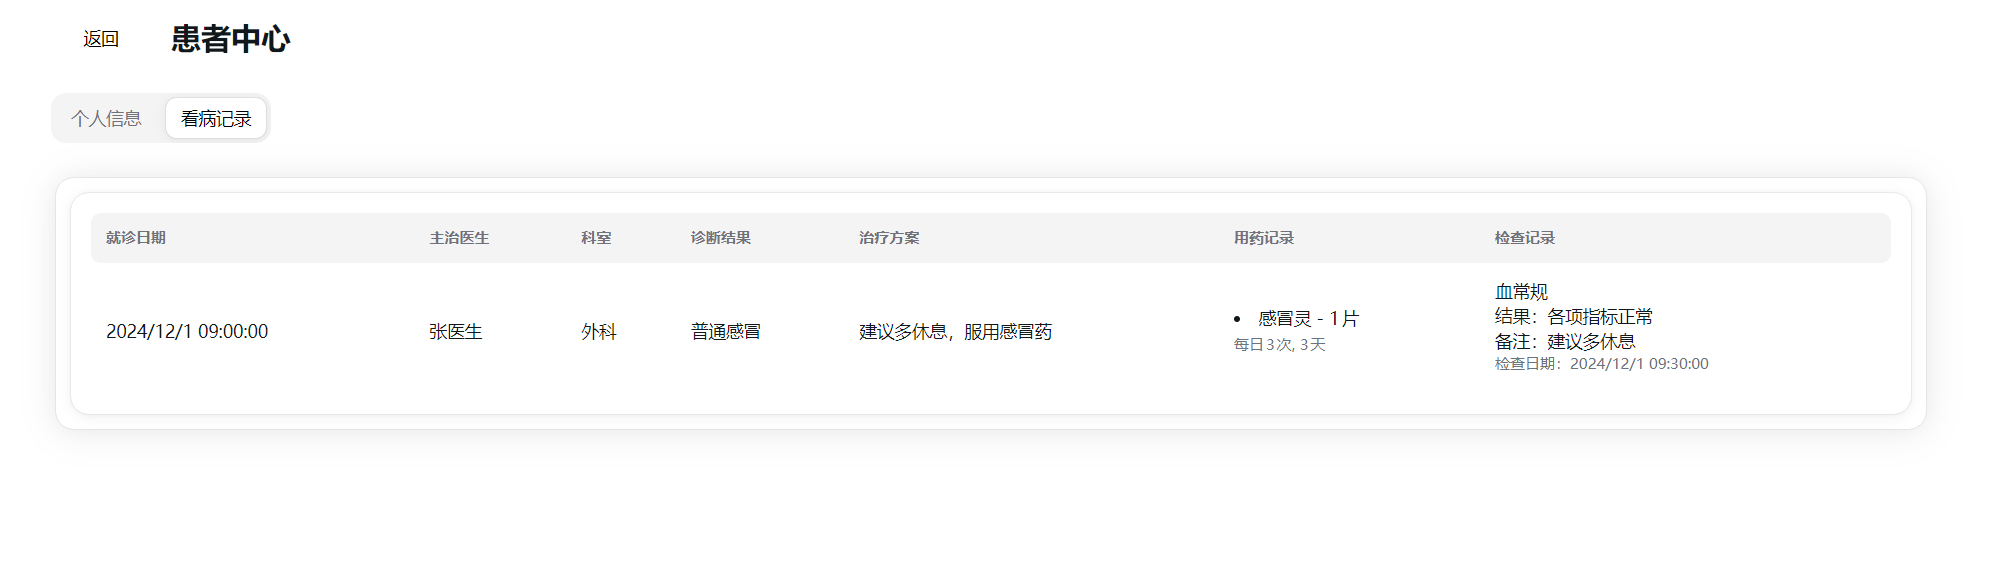 返回
患者中心
个人信息
看病记录
就诊日期 主治医生 科室 诊断结果 治疗方案 用药记录 检查记录
2024/12/1 09:00:00 张医生 外科 普通感冒 建议多休息，服用感冒药
• 感冒灵 - 1 片
每日 3 次, 3 天
血常规
结果：各项指标正常
备注：建议多休息
检查日期：2024/12/1 09:30:00